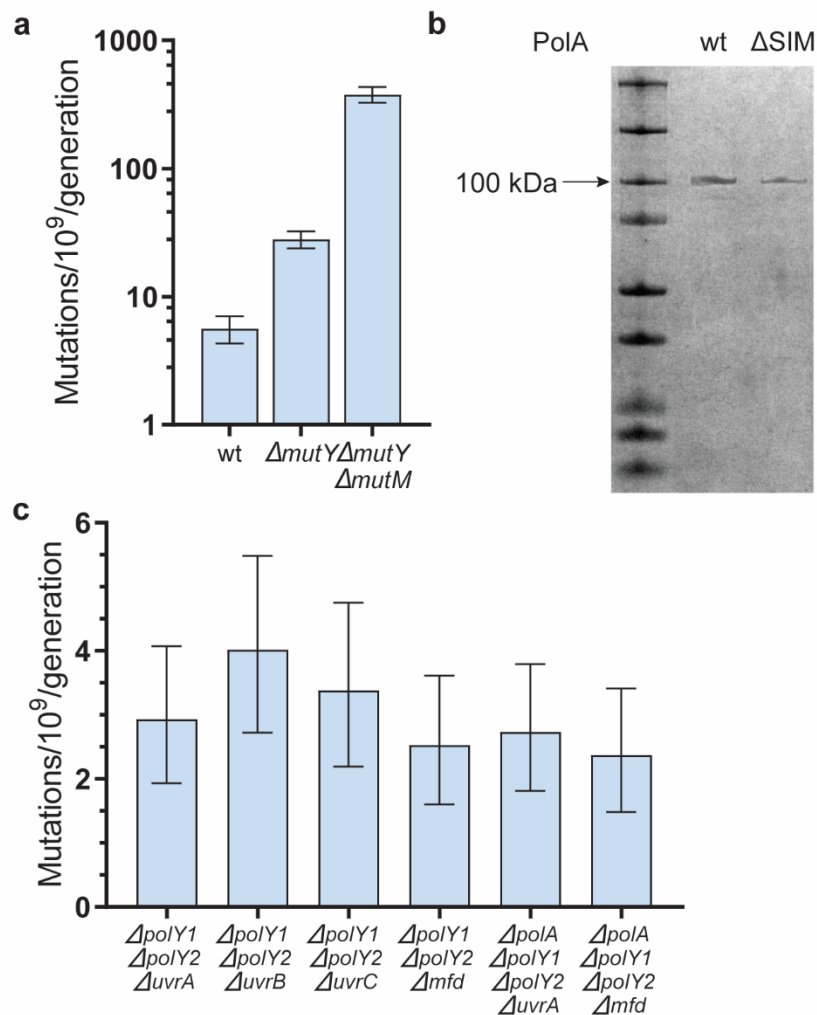 a
1000
100
10
1
Mutations/10⁹/generation
wt
ΔmutY
ΔmutY
ΔmutM
b
PolA wt ΔSIM
100 kDa
c
6
4
2
0
Mutations/10⁹/generation
ΔpolY1
ΔpolY2
ΔuvrA
ΔpolY1
ΔpolY2
ΔuvrB
ΔpolY1
ΔpolY2
ΔuvrC
ΔpolY1
ΔpolY2
Δmfd
ΔpolA
ΔpolY1
ΔpolY2
ΔuvrA
ΔpolA
ΔpolY1
ΔpolY2
Δmfd